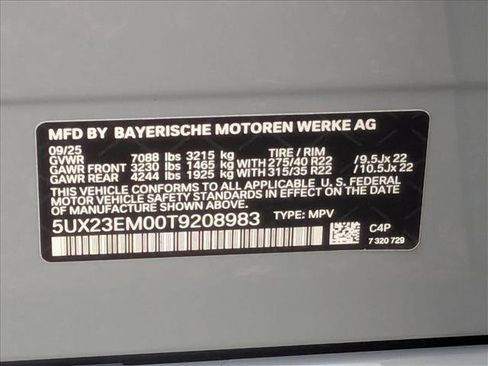 MFD BY BAYERISCHE MOTOREN WERKE AG
09/25 TIRE / RIM
GVWR 7088 lbs 3215 kg
GAWR FRONT 3230 lbs 1465 kg WITH 275/40 R22 /9.5Jx 22
GAWR REAR 4244 lbs 1925 kg WITH 315/35 R22 /10.5Jx 22
THIS VEHICLE CONFORMS TO ALL APPLICABLE U. S. FEDERAL
MOTOR VEHICLE SAFETY STANDARDS IN EFFECT ON THE
DATE OF MANUFACTURE SHOWN ABOVE.
5UX23EM00T9208983 TYPE: MPV
C4P
7 320 729